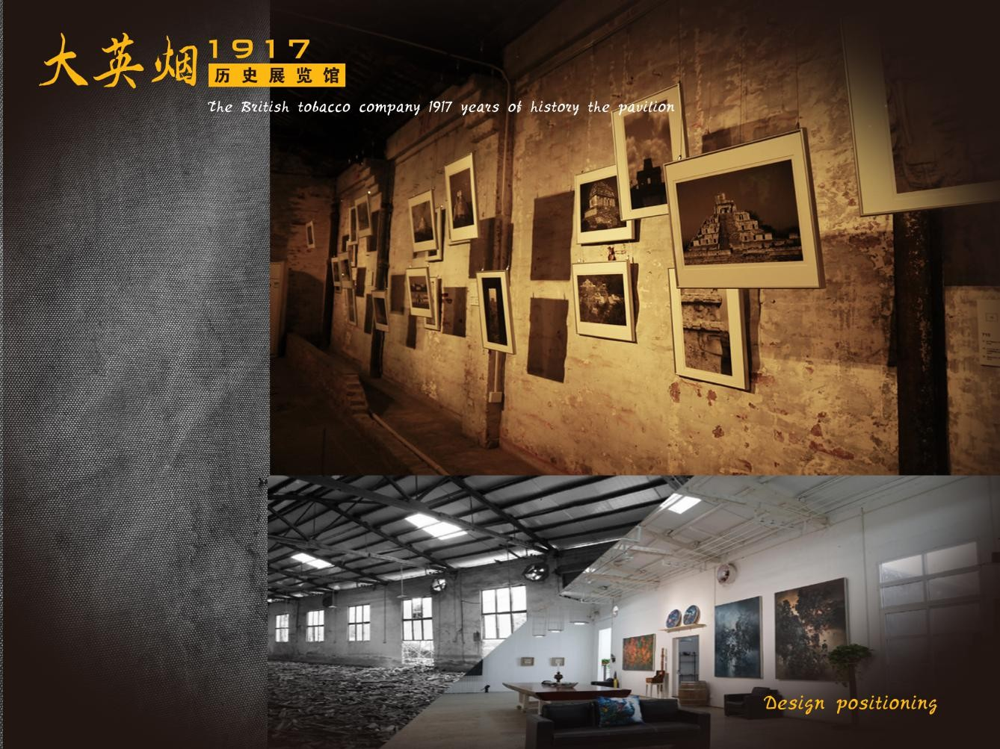 大英烟 1917
历史展览馆
The British tobacco company 1917 years of history the pavilion
Design positioning